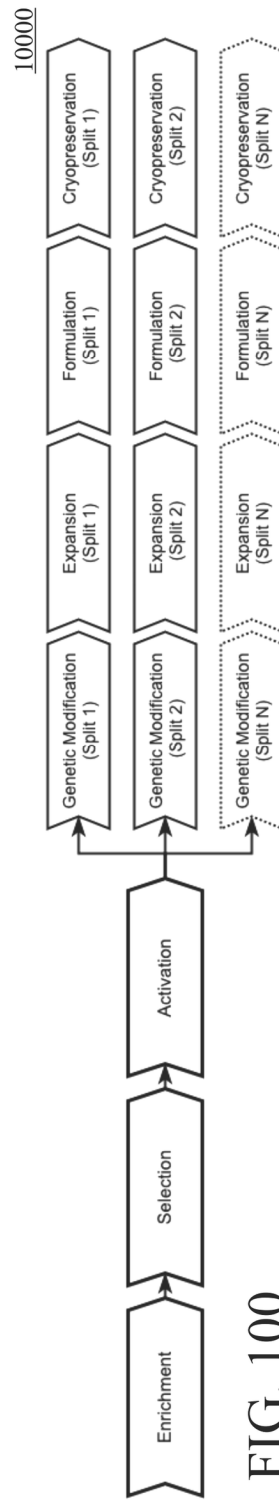 10000
Enrichment
Selection
Activation
Genetic Modification
(Split 1)
Expansion
(Split 1)
Formulation
(Split 1)
Cryopreservation
(Split 1)
Genetic Modification
(Split 2)
Expansion
(Split 2)
Formulation
(Split 2)
Cryopreservation
(Split 2)
Genetic Modification
(Split N)
Expansion
(Split N)
Formulation
(Split N)
Cryopreservation
(Split N)
FIG. 100